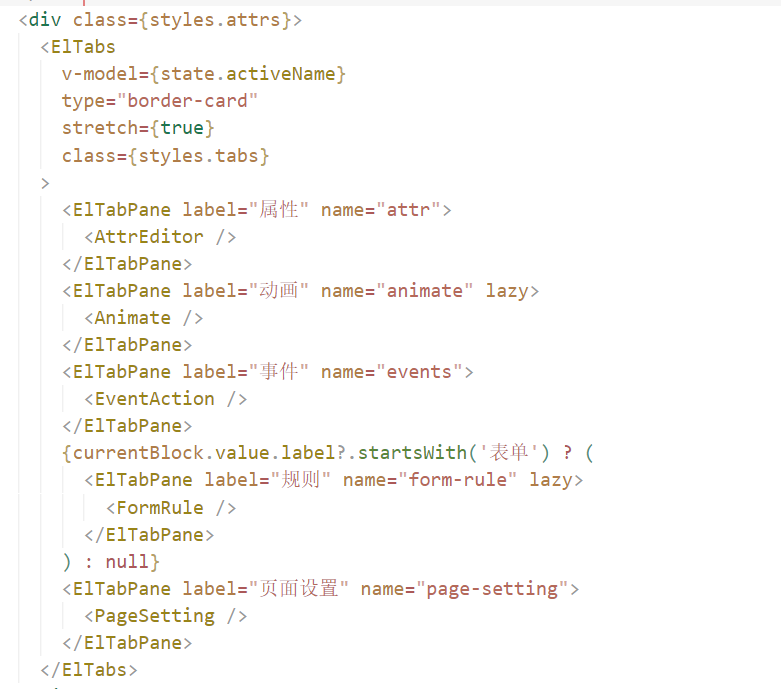 <div class={styles.attrs}>
<ElTabs
v-model={state.activeName}
type="border-card"
stretch={true}
class={styles.tabs}
>
<ElTabPane label="属性" name="attr">
<AttrEditor />
</ElTabPane>
<ElTabPane label="动画" name="animate" lazy>
<Animate />
</ElTabPane>
<ElTabPane label="事件" name="events">
<EventAction />
</ElTabPane>
{currentBlock.value.label?.startsWith('表单') ? (
<ElTabPane label="规则" name="form-rule" lazy>
<FormRule />
</ElTabPane>
) : null}
<ElTabPane label="页面设置" name="page-setting">
<PageSetting />
</ElTabPane>
</ElTabs>